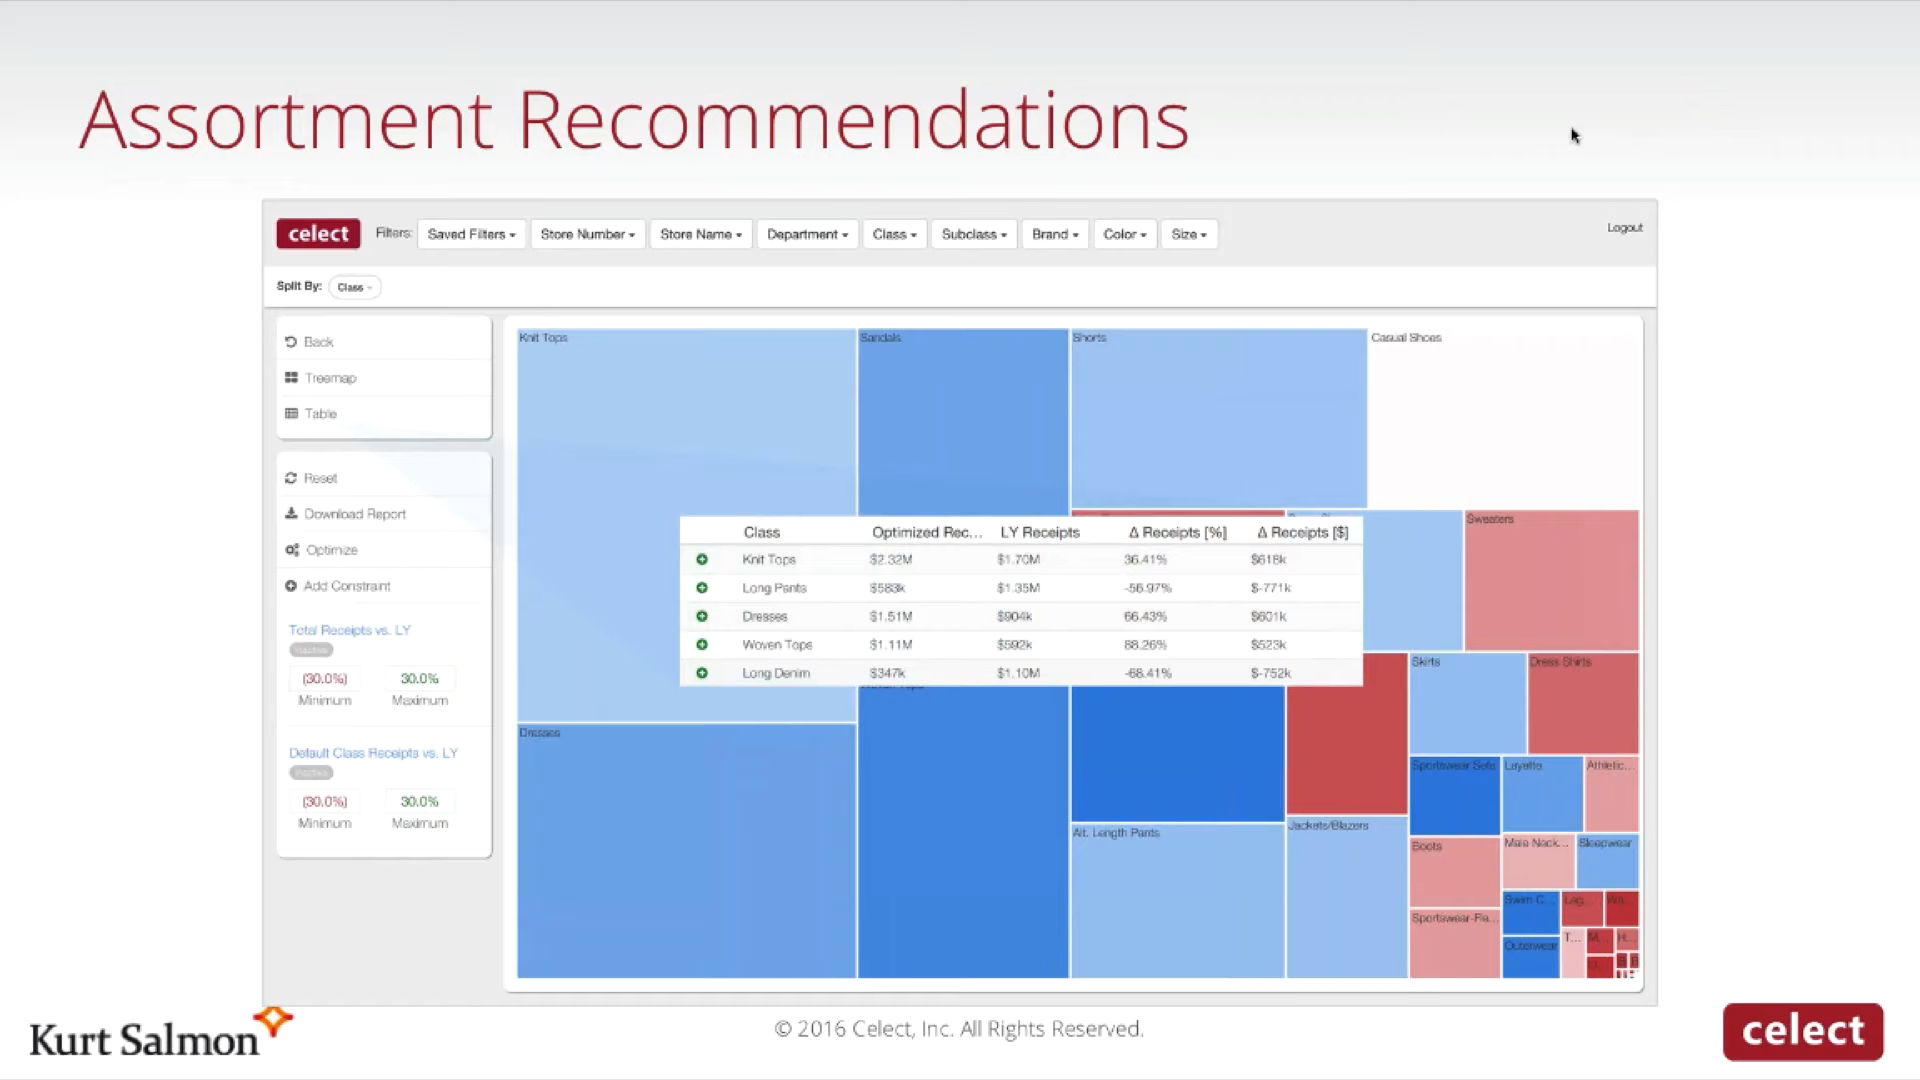 Assortment Recommendations
celect Filters: Saved Filters Store Number Store Name Department Class Subclass Brand Color Size Logout
Split By: Class
Back
Treemap
Table
Reset
Download Report
Optimize
Add Constraint
Total Receipts vs. LY
Inactive
(30.0%) 30.0%
Minimum Maximum
Default Class Receipts vs. LY
Inactive
(30.0%) 30.0%
Minimum Maximum
Knit Tops Sandals Shorts Casual Shoes
Sweaters
Class Optimized Rec... LY Receipts Δ Receipts [%] Δ Receipts [$]
Knit Tops $2.32M $1.70M 36.41% $618k
Long Pants $583k $1.35M -56.97% $-771k
Dresses $1.51M $904k 66.43% $601k
Woven Tops $1.11M $592k 88.26% $523k
Long Denim $347k $1.10M -68.41% $-752k
Skirts Dress Shirts
Dresses
Sportswear Sets Layette Athletic...
Alt. Length Pants Jackets/Blazers
Boots Male Neck... Sleepwear
Swim C... Leg... Wo...
Sportswear-Re...
Outerwear T... M... H...
Kurt Salmon
© 2016 Celect, Inc. All Rights Reserved.
celect